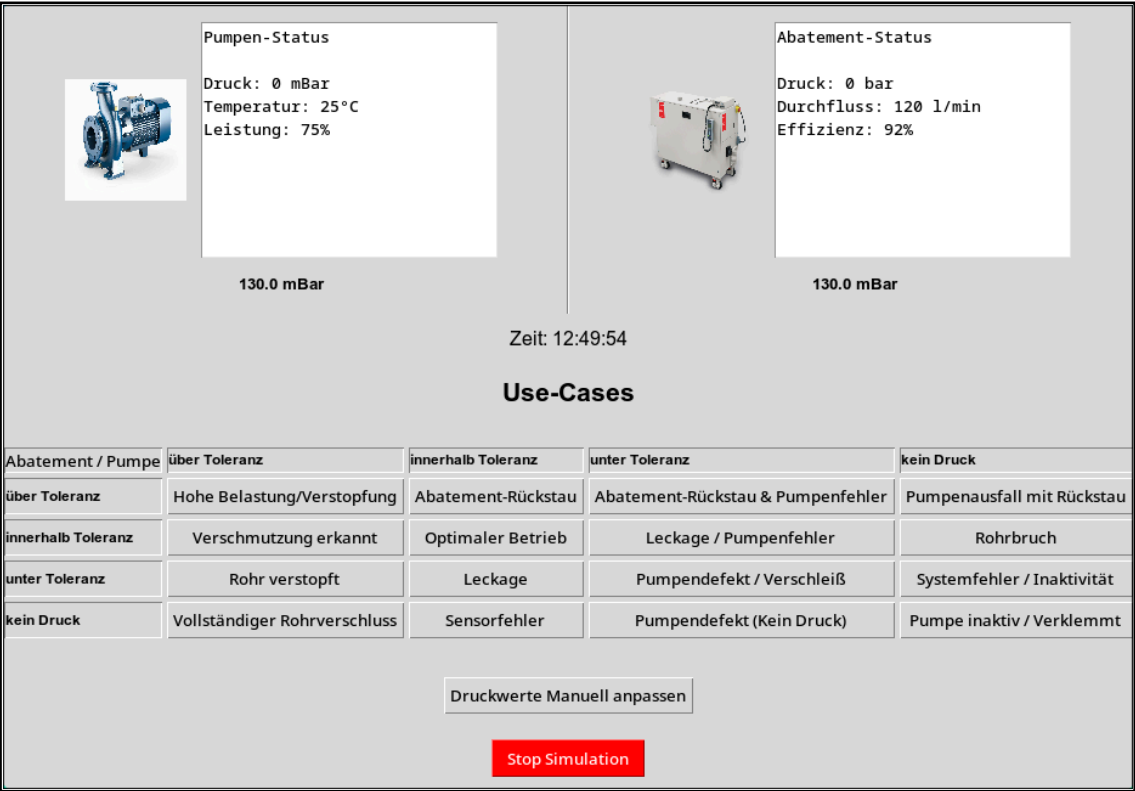 Pumpen-Status
Druck: 0 mBar
Temperatur: 25°C
Leistung: 75%
130.0 mBar
Abatement-Status
Druck: 0 bar
Durchfluss: 120 l/min
Effizienz: 92%
130.0 mBar
Zeit: 12:49:54
Use-Cases
Abatement / Pumpe über Toleranz innerhalb Toleranz unter Toleranz kein Druck
über Toleranz Hohe Belastung/Verstopfung Abatement-Rückstau Abatement-Rückstau & Pumpenfehler Pumpenausfall mit Rückstau
innerhalb Toleranz Verschmutzung erkannt Optimaler Betrieb Leckage / Pumpenfehler Rohrbruch
unter Toleranz Rohr verstopft Leckage Pumpendefekt / Verschleiß Systemfehler / Inaktivität
kein Druck Vollständiger Rohrverschluss Sensorfehler Pumpendefekt (Kein Druck) Pumpe inaktiv / Verklemmt
Druckwerte Manuell anpassen
Stop Simulation